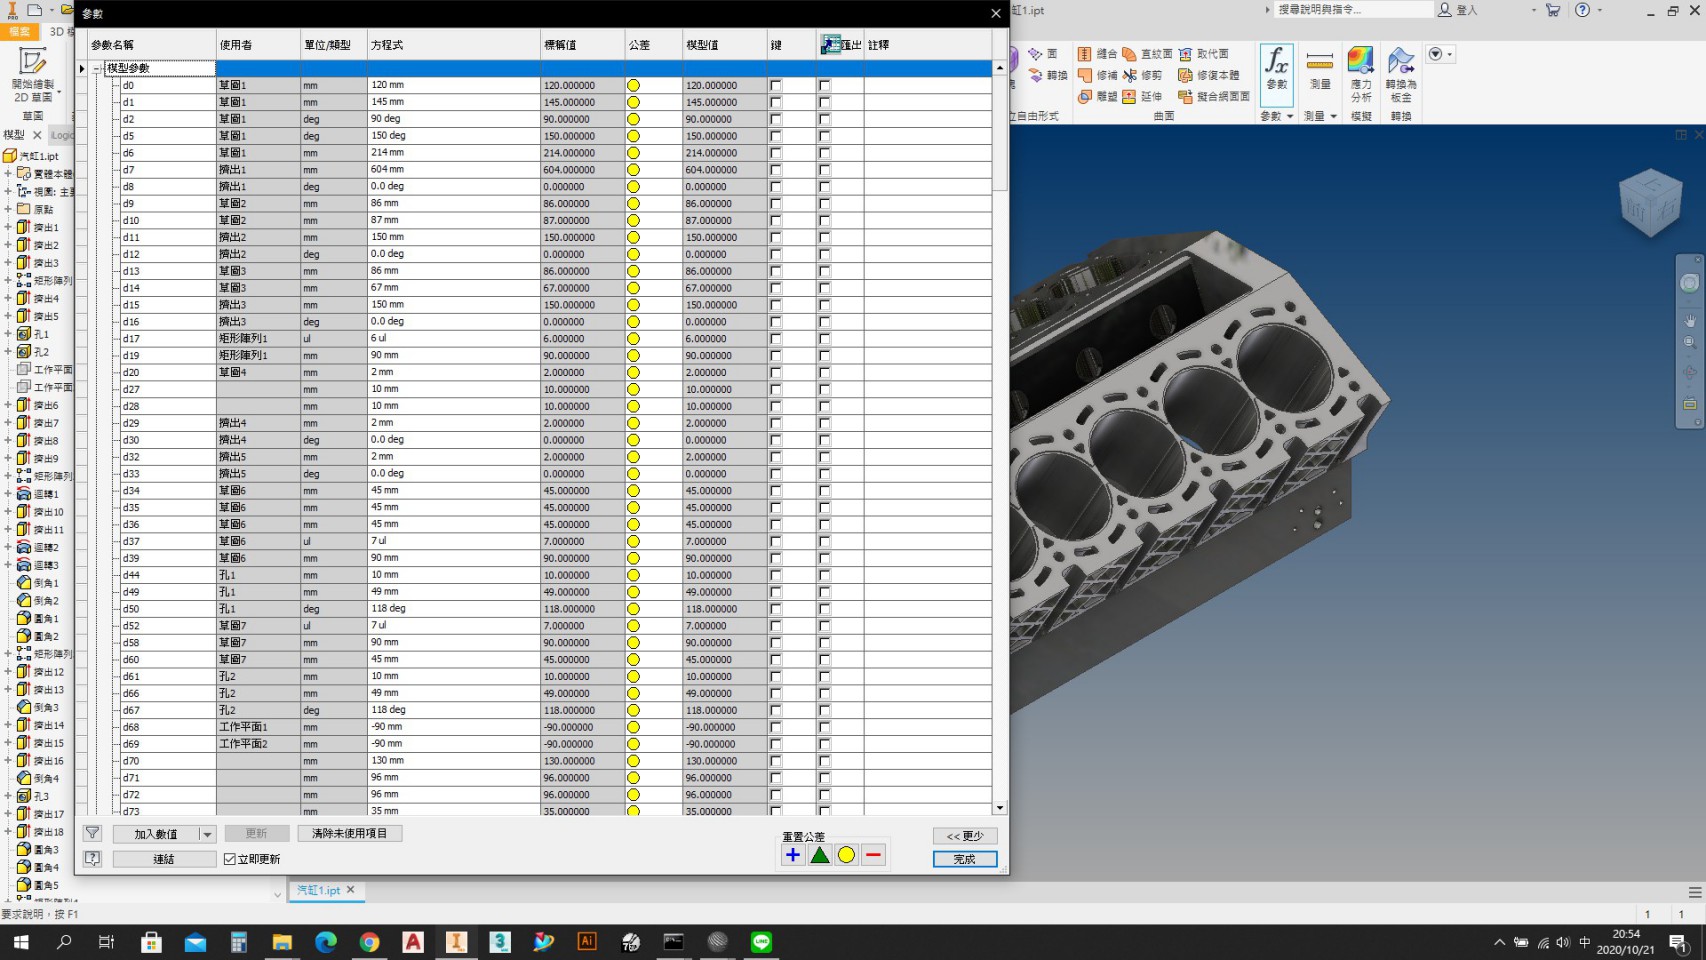 參數
汽缸1.ipt
搜尋說明與指令...
登入
檔案
3D 模
開始繪製
2D 草圖
草圖
模型
iLogic
汽缸1.ipt
實體本體
視圖: 主要
原點
擠出1
擠出2
擠出3
矩形陣列
擠出4
擠出5
孔1
孔2
工作平面
工作平面
擠出6
擠出7
擠出8
擠出9
矩形陣列
迴轉1
擠出10
擠出11
迴轉2
迴轉3
倒角1
倒角2
圓角1
圓角2
矩形陣列
擠出12
擠出13
倒角3
擠出14
擠出15
擠出16
倒角4
孔3
擠出17
擠出18
圓角3
圓角4
圓角5
參數名稱 使用者 單位/類型 方程式 標稱值 公差 模型值 鍵 匯出 註釋
模型參數
d0 草圖1 mm 120 mm 120.000000 120.000000
d1 草圖1 mm 145 mm 145.000000 145.000000
d2 草圖1 deg 90 deg 90.000000 90.000000
d5 草圖1 deg 150 deg 150.000000 150.000000
d6 草圖1 mm 214 mm 214.000000 214.000000
d7 擠出1 mm 604 mm 604.000000 604.000000
d8 擠出1 deg 0.0 deg 0.000000 0.000000
d9 草圖2 mm 86 mm 86.000000 86.000000
d10 草圖2 mm 87 mm 87.000000 87.000000
d11 擠出2 mm 150 mm 150.000000 150.000000
d12 擠出2 deg 0.0 deg 0.000000 0.000000
d13 草圖3 mm 86 mm 86.000000 86.000000
d14 草圖3 mm 67 mm 67.000000 67.000000
d15 擠出3 mm 150 mm 150.000000 150.000000
d16 擠出3 deg 0.0 deg 0.000000 0.000000
d17 矩形陣列1 ul 6 ul 6.000000 6.000000
d19 矩形陣列1 mm 90 mm 90.000000 90.000000
d20 草圖4 mm 2 mm 2.000000 2.000000
d27 mm 10 mm 10.000000 10.000000
d28 mm 10 mm 10.000000 10.000000
d29 擠出4 mm 2 mm 2.000000 2.000000
d30 擠出4 deg 0.0 deg 0.000000 0.000000
d32 擠出5 mm 2 mm 2.000000 2.000000
d33 擠出5 deg 0.0 deg 0.000000 0.000000
d34 草圖6 mm 45 mm 45.000000 45.000000
d35 草圖6 mm 45 mm 45.000000 45.000000
d36 草圖6 mm 45 mm 45.000000 45.000000
d37 草圖6 ul 7 ul 7.000000 7.000000
d39 草圖6 mm 90 mm 90.000000 90.000000
d44 孔1 mm 10 mm 10.000000 10.000000
d49 孔1 mm 49 mm 49.000000 49.000000
d50 孔1 deg 118 deg 118.000000 118.000000
d52 草圖7 ul 7 ul 7.000000 7.000000
d58 草圖7 mm 90 mm 90.000000 90.000000
d60 草圖7 mm 45 mm 45.000000 45.000000
d61 孔2 mm 10 mm 10.000000 10.000000
d66 孔2 mm 49 mm 49.000000 49.000000
d67 孔2 deg 118 deg 118.000000 118.000000
d68 工作平面1 mm -90 mm -90.000000 -90.000000
d69 工作平面2 mm -90 mm -90.000000 -90.000000
d70 mm 130 mm 130.000000 130.000000
d71 mm 96 mm 96.000000 96.000000
d72 mm 96 mm 96.000000 96.000000
d73 mm 35 mm 35.000000 35.000000
加入數值 更新 清除未使用項目
連結 立即更新
重置公差
<< 更少
完成
面 縫合 直紋面 取代面
轉換 修補 修剪 修復本體
雕塑 延伸 擬合網面面
立自由形式 曲面
參數 測量 應力分析 轉換為板金
參數 測量 模擬 轉換
汽缸1.ipt
要求說明，按 F1
1 1
中
20:54
2020/10/21